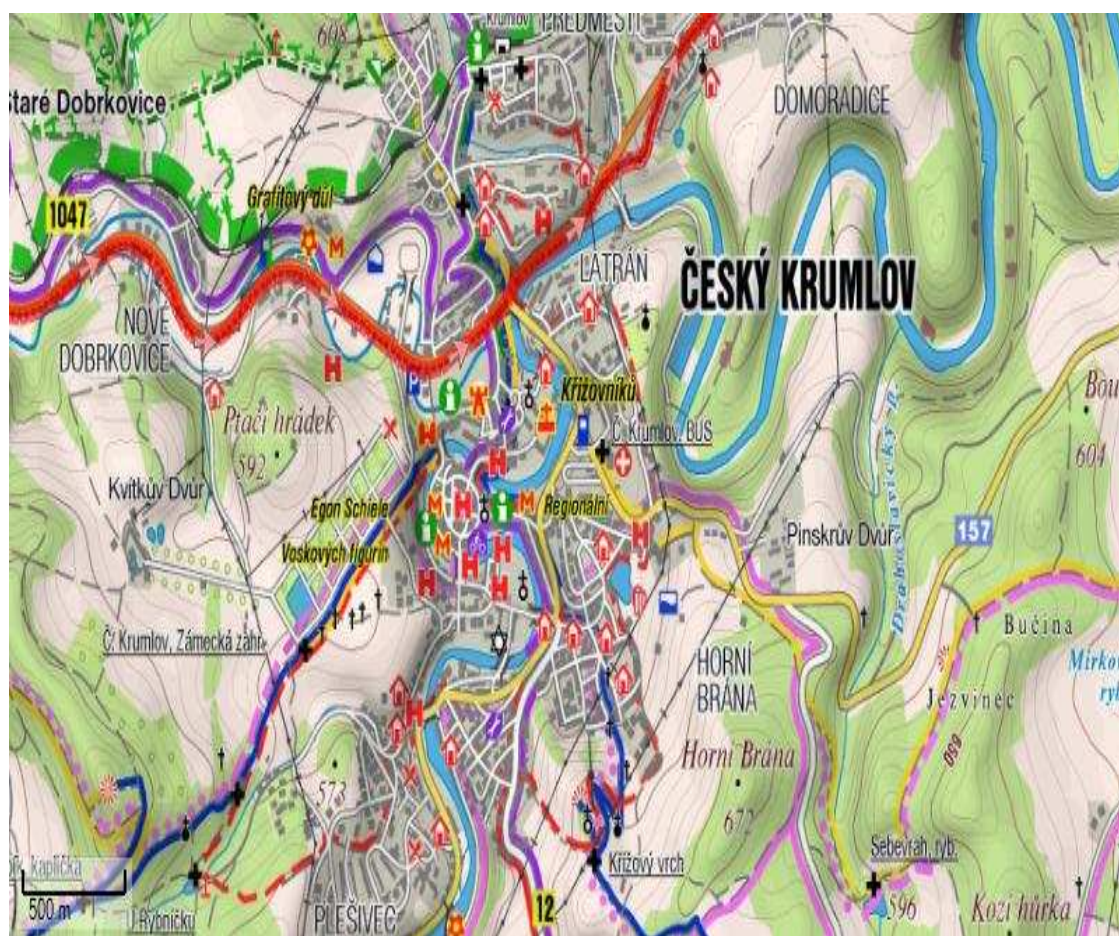 Krumlov
PŘEDMĚSTÍ
608
Staré Dobrkovice
DOMORADICE
Grafitový důl
1047
M
LATRÁN
ČESKÝ KRUMLOV
NOVÉ
DOBRKOVICE
Křižovníků
Ptačí hrádek
592
Č. Krumlov, BUS
604
Kvítkův Dvůr
Egon Schiele
M
M
Regionální
Voskových figurín
M
Pinskrův Dvůr
157
Drahoslavický p.
Č. Krumlov, Zámecká zahr.
Bučina
HORNÍ
BRÁNA
Jezvinec
680
Horní Brána
573
672
Sebevrah, ryb.
kaplička
Křížový vrch
500 m
U Rybníčku
PLEŠIVEC
12
596
Kozí hůrka